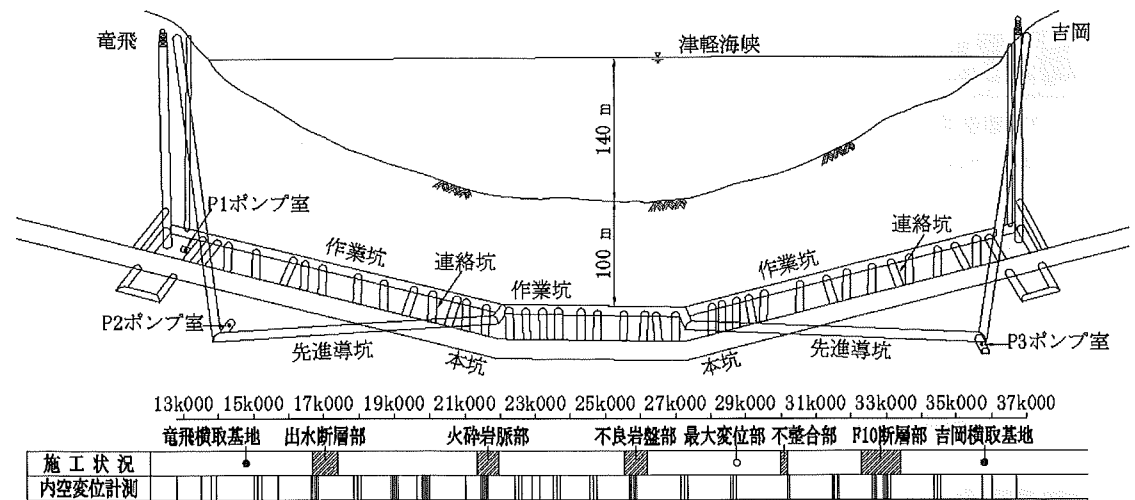 竜飛
吉岡
津軽海峡
140m
100m
P1ポンプ室
作業坑
連絡坑
作業坑
作業坑
連絡坑
P2ポンプ室
先進導坑
本坑
本坑
先進導坑
P3ポンプ室
13k000 15k000 17k000 19k000 21k000 23k000 25k000 27k000 29k000 31k000 33k000 35k000 37k000
竜飛横取基地 出水断層部 火砕岩脈部 不良岩盤部 最大変位部 不整合部 F10断層部 吉岡横取基地
施工状況
内空変位計測